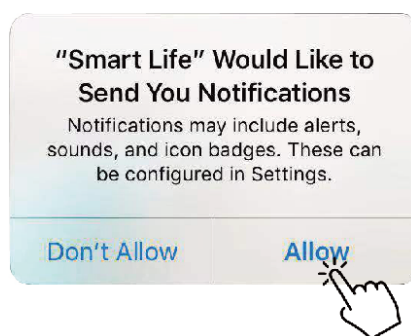 “Smart Life” Would Like to
Send You Notifications
Notifications may include alerts,
sounds, and icon badges. These can
be configured in Settings.
Don’t Allow
Allow